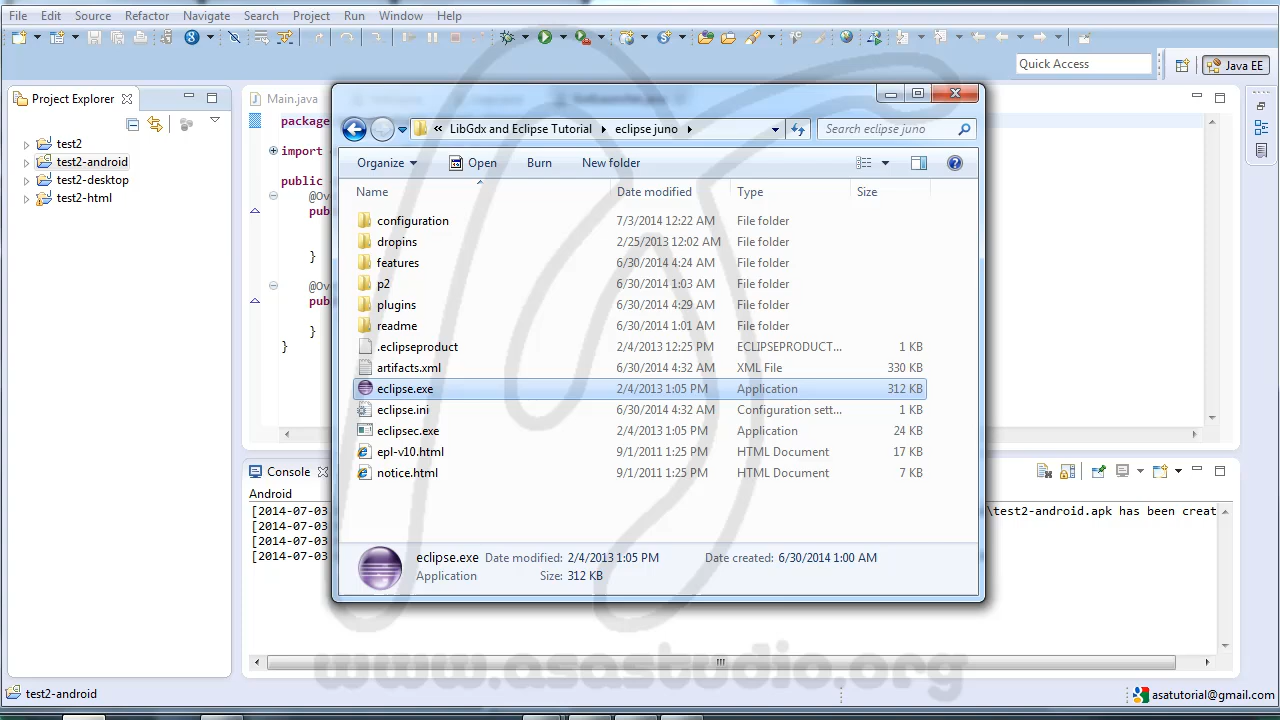 File Edit Source Refactor Navigate Search Project Run Window Help
Quick Access
Java EE
Project Explorer
test2
test2-android
test2-desktop
test2-html
Main.java
package
import
public
@Ov
pub
}
@Ov
pub
}
}
« LibGdx and Eclipse Tutorial eclipse juno
Search eclipse juno
Organize Open Burn New folder
Name Date modified Type Size
configuration 7/3/2014 12:22 AM File folder
dropins 2/25/2013 12:02 AM File folder
features 6/30/2014 4:24 AM File folder
p2 6/30/2014 1:03 AM File folder
plugins 6/30/2014 4:29 AM File folder
readme 6/30/2014 1:01 AM File folder
.eclipseproduct 2/4/2013 12:25 PM ECLIPSEPRODUCT... 1 KB
artifacts.xml 6/30/2014 4:32 AM XML File 330 KB
eclipse.exe 2/4/2013 1:05 PM Application 312 KB
eclipse.ini 6/30/2014 4:32 AM Configuration sett... 1 KB
eclipsec.exe 2/4/2013 1:05 PM Application 24 KB
epl-v10.html 9/1/2011 1:25 PM HTML Document 17 KB
notice.html 9/1/2011 1:25 PM HTML Document 7 KB
eclipse.exe Date modified: 2/4/2013 1:05 PM Date created: 6/30/2014 1:00 AM
Application Size: 312 KB
Console
Android
[2014-07-03 \test2-android.apk has been creat
[2014-07-03
[2014-07-03
[2014-07-03
www.asastudio.org
test2-android
asatutorial@gmail.com